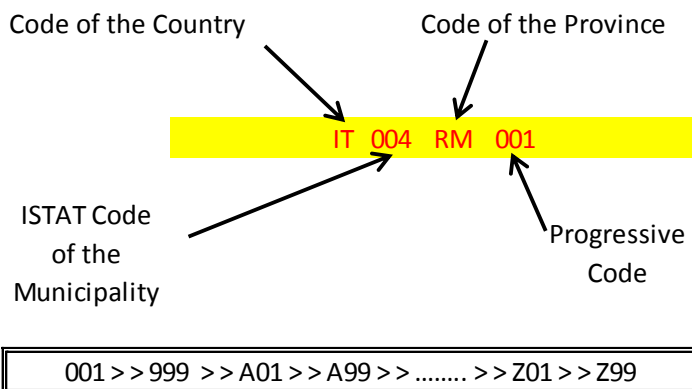 Code of the Country
Code of the Province
IT 004 RM 001
ISTAT Code
of the
Municipality
Progressive
Code
001 >> 999 >> A01 >> A99 >> ........ >> Z01 >> Z99